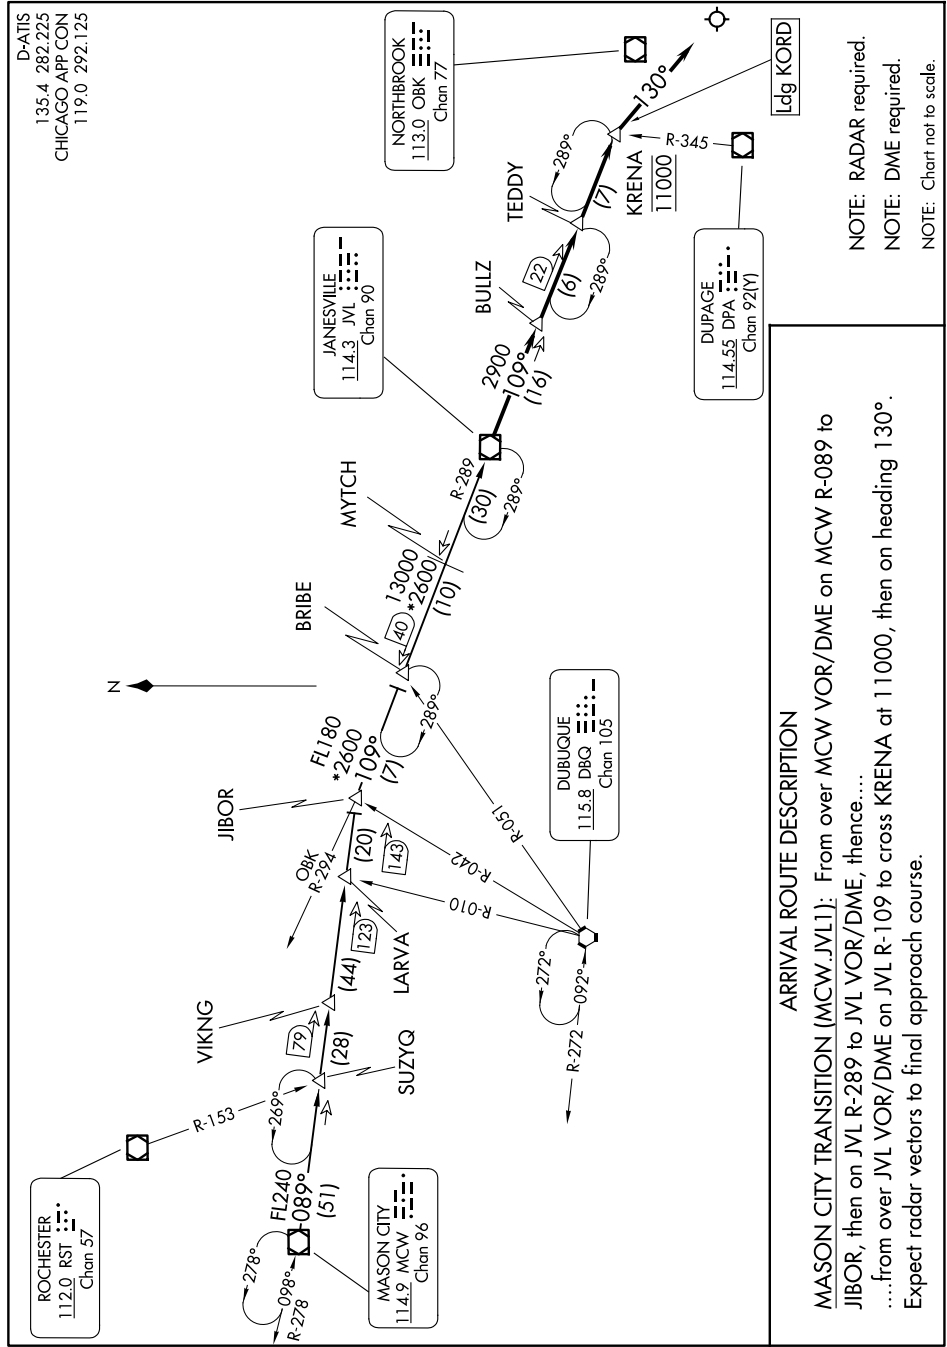 D-ATIS
135.4 282.225
CHICAGO APP CON
119.0 292.125
ROCHESTER
112.0 RST
Chan 57
R-153
MASON CITY
114.9 MCW
Chan 96
278°
098°
R-278
FL240
089°
(51)
269°
SUZYQ
(28)
79
VIKNG
(44)
123
LARVA
(20)
143
JIBOR
OBK
R-294
FL180
*2600
109°
(7)
289°
BRIBE
N
40
13000
*2600
(10)
MYTCH
(30)
R-289
289°
JANESVILLE
114.3 JVL
Chan 90
2900
109°
(16)
BULLZ
22
(6)
289°
TEDDY
(7)
289°
KRENA
11000
130°
Ldg KORD
NORTHBROOK
113.0 OBK
Chan 77
R-345
DUPAGE
114.55 DPA
Chan 92(Y)
DUBUQUE
115.8 DBQ
Chan 105
R-010
R-042
R-051
272°
092°
R-272
NOTE: RADAR required.
NOTE: DME required.
NOTE: Chart not to scale.
ARRIVAL ROUTE DESCRIPTION
MASON CITY TRANSITION (MCW.JVL1): From over MCW VOR/DME on MCW R-089 to
JIBOR, then on JVL R-289 to JVL VOR/DME, thence....
....from over JVL VOR/DME on JVL R-109 to cross KRENA at 11000, then on heading 130°.
Expect radar vectors to final approach course.